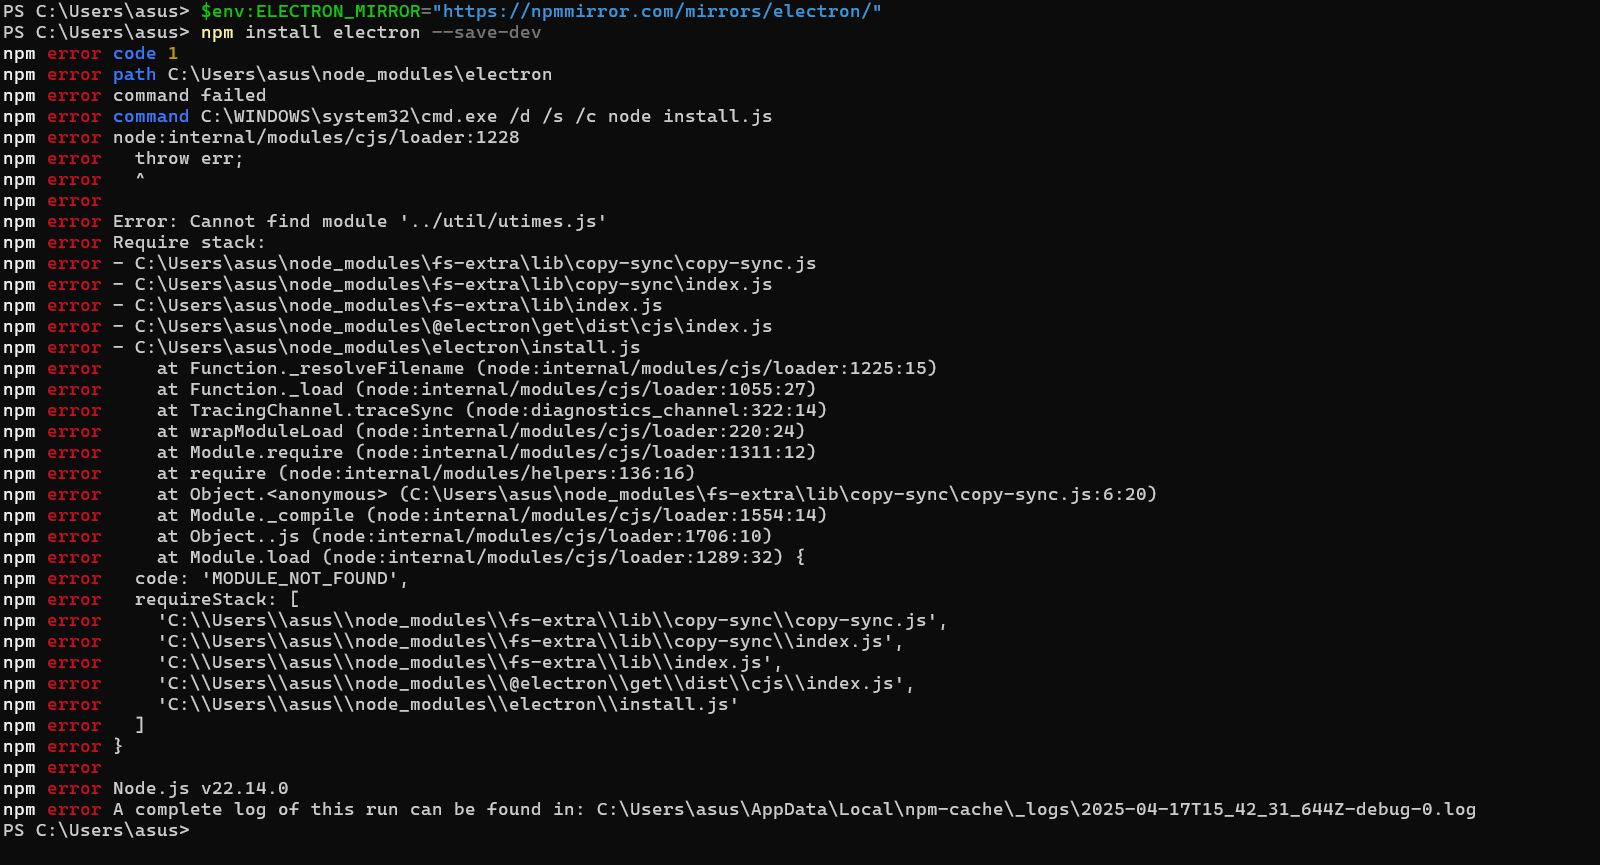 PS C:\Users\asus> $env:ELECTRON_MIRROR="https://npmmirror.com/mirrors/electron/"
PS C:\Users\asus> npm install electron --save-dev
npm error code 1
npm error path C:\Users\asus\node_modules\electron
npm error command failed
npm error command C:\WINDOWS\system32\cmd.exe /d /s /c node install.js
npm error node:internal/modules/cjs/loader:1228
npm error   throw err;
npm error   ^
npm error
npm error Error: Cannot find module '../util/utimes.js'
npm error Require stack:
npm error - C:\Users\asus\node_modules\fs-extra\lib\copy-sync\copy-sync.js
npm error - C:\Users\asus\node_modules\fs-extra\lib\copy-sync\index.js
npm error - C:\Users\asus\node_modules\fs-extra\lib\index.js
npm error - C:\Users\asus\node_modules\@electron\get\dist\cjs\index.js
npm error - C:\Users\asus\node_modules\electron\install.js
npm error     at Function._resolveFilename (node:internal/modules/cjs/loader:1225:15)
npm error     at Function._load (node:internal/modules/cjs/loader:1055:27)
npm error     at TracingChannel.traceSync (node:diagnostics_channel:322:14)
npm error     at wrapModuleLoad (node:internal/modules/cjs/loader:220:24)
npm error     at Module.require (node:internal/modules/cjs/loader:1311:12)
npm error     at require (node:internal/modules/helpers:136:16)
npm error     at Object.<anonymous> (C:\Users\asus\node_modules\fs-extra\lib\copy-sync\copy-sync.js:6:20)
npm error     at Module._compile (node:internal/modules/cjs/loader:1554:14)
npm error     at Object..js (node:internal/modules/cjs/loader:1706:10)
npm error     at Module.load (node:internal/modules/cjs/loader:1289:32) {
npm error   code: 'MODULE_NOT_FOUND',
npm error   requireStack: [
npm error     'C:\\Users\\asus\\node_modules\\fs-extra\\lib\\copy-sync\\copy-sync.js',
npm error     'C:\\Users\\asus\\node_modules\\fs-extra\\lib\\copy-sync\\index.js',
npm error     'C:\\Users\\asus\\node_modules\\fs-extra\\lib\\index.js',
npm error     'C:\\Users\\asus\\node_modules\\@electron\\get\\dist\\cjs\\index.js',
npm error     'C:\\Users\\asus\\node_modules\\electron\\install.js'
npm error   ]
npm error }
npm error
npm error Node.js v22.14.0
npm error A complete log of this run can be found in: C:\Users\asus\AppData\Local\npm-cache\_logs\2025-04-17T15_42_31_644Z-debug-0.log
PS C:\Users\asus>